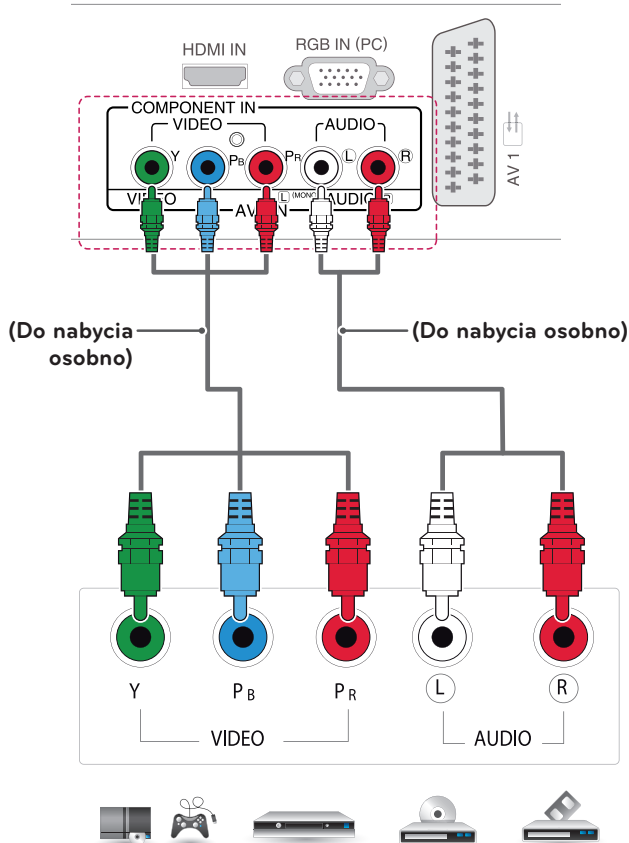 HDMI IN
RGB IN (PC)
COMPONENT IN
VIDEO
AUDIO
Y
PB
PR
L
R
VIDEO
AV IN
L (MONO)
AUDIO
AV 1
(Do nabycia
osobno)
(Do nabycia osobno)
Y
PB
PR
L
R
VIDEO
AUDIO